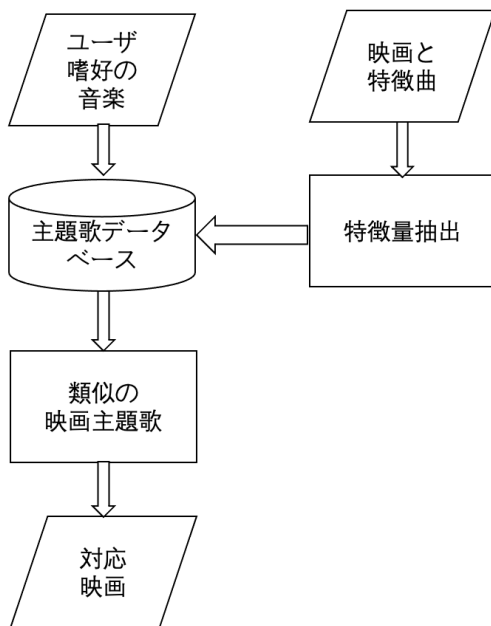 ユーザ
嗜好の
音楽
映画と
特徴曲
主題歌データ
ベース
特徴量抽出
類似の
映画主題歌
対応
映画